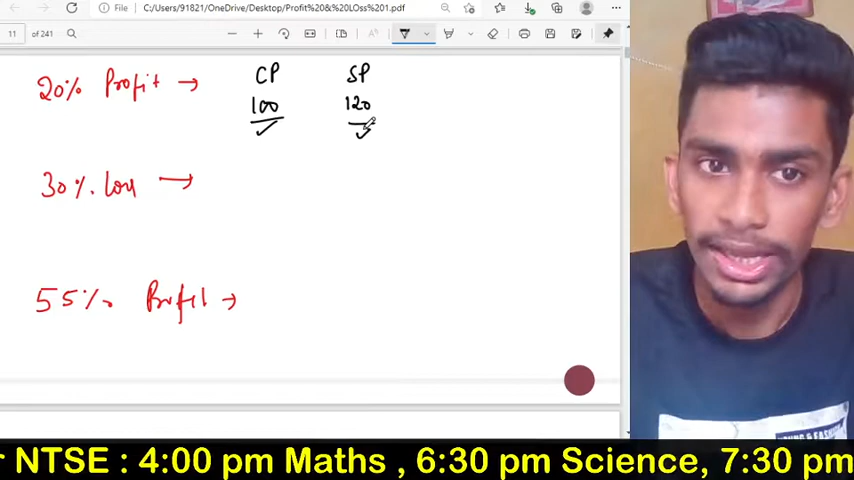 File
C:/Users/91821/OneDrive/Desktop/Profit%20&%20LOss%201.pdf
11 of 241
20% Profit →
CP SP
100 120
30% Loss →
55% Profit →
r NTSE : 4:00 pm Maths , 6:30 pm Science, 7:30 pm